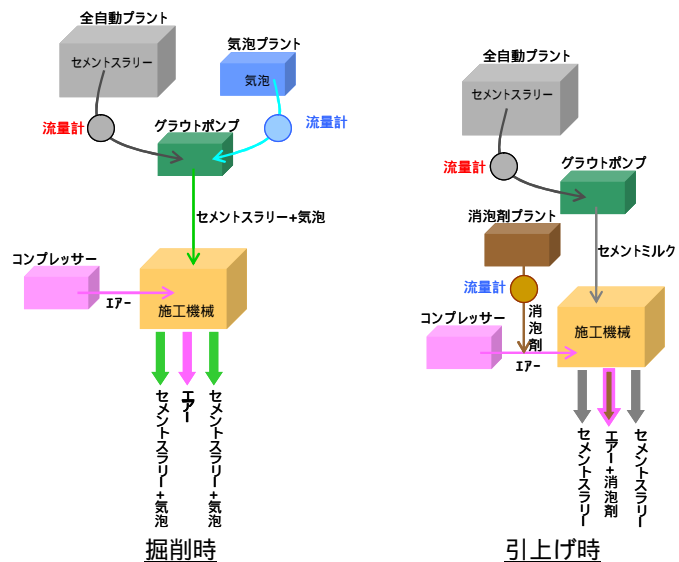 全自動プラント
セメントスラリー
気泡プラント
気泡
流量計
流量計
グラウトポンプ
セメントスラリー+気泡
コンプレッサー
エアー
施工機械
セメントスラリー+気泡
エアー
セメントスラリー+気泡
掘削時
全自動プラント
セメントスラリー
流量計
グラウトポンプ
消泡剤プラント
セメントミルク
流量計
消泡剤
コンプレッサー
エアー
施工機械
セメントスラリー
エアー+消泡剤
セメントスラリー
引上げ時